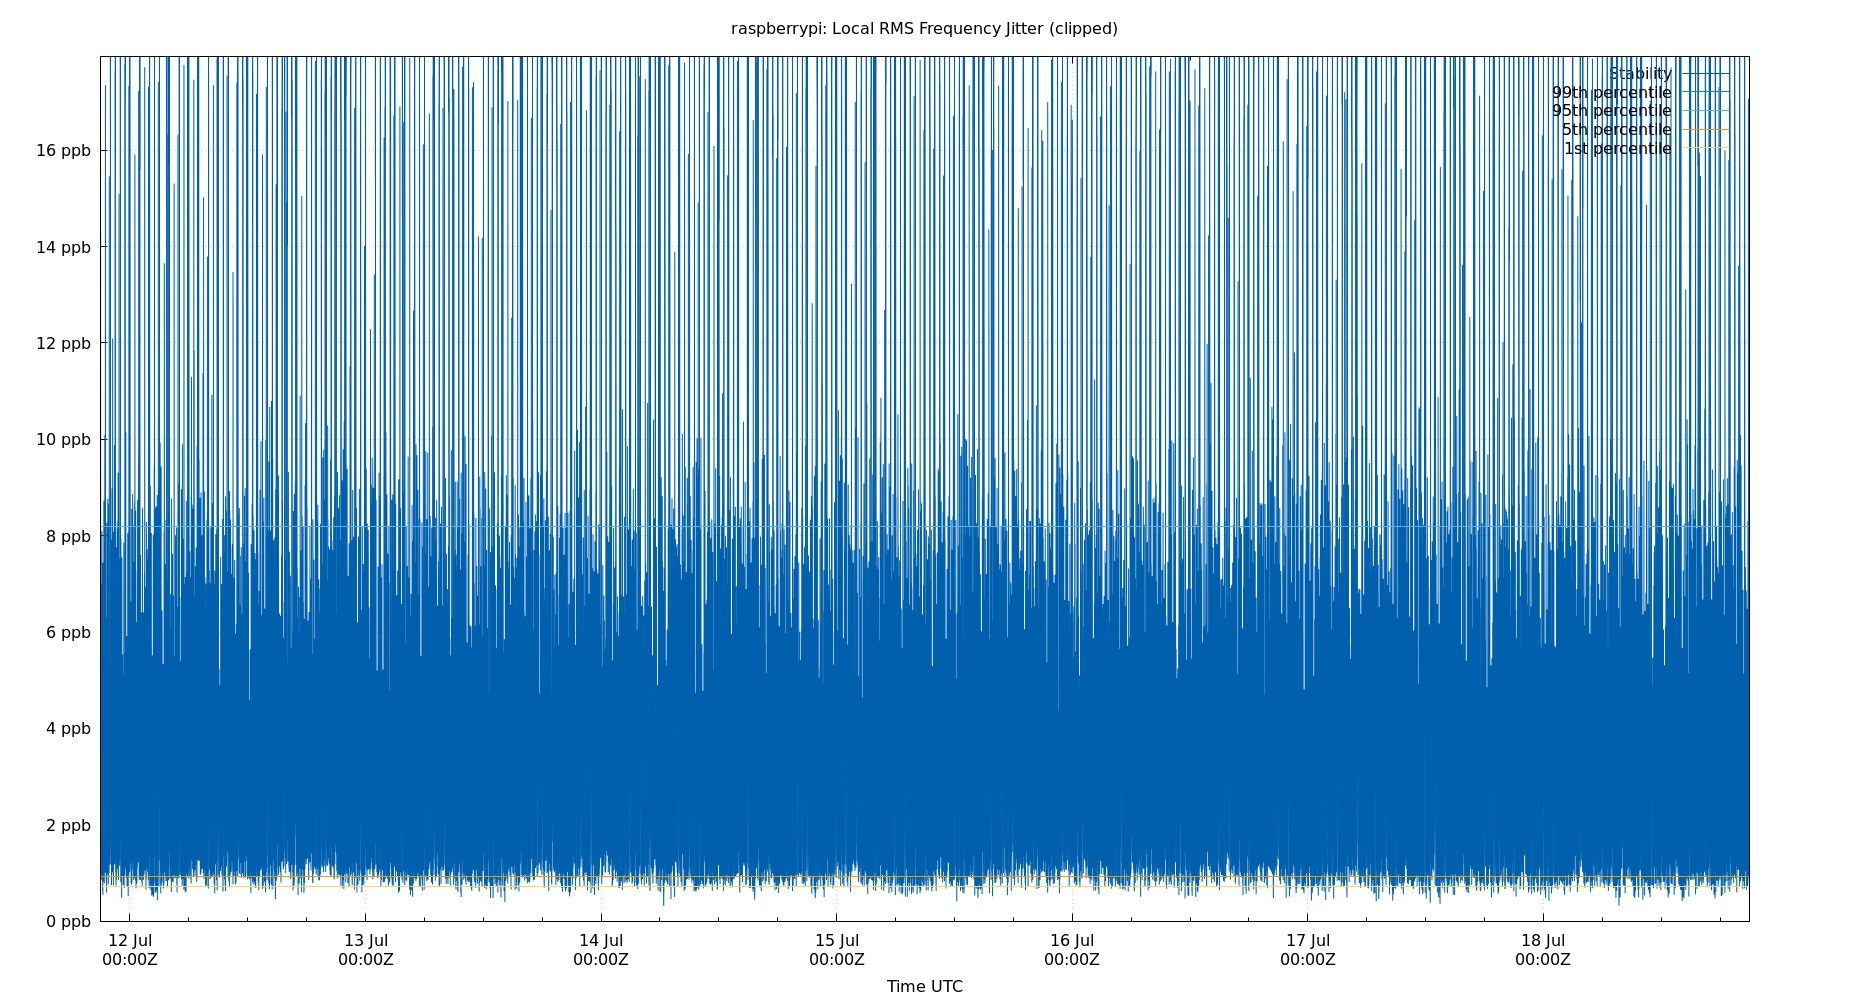 raspberrypi: Local RMS Frequency Jitter (clipped)
Stability
99th percentile
95th percentile
5th percentile
1st percentile
16 ppb
14 ppb
12 ppb
10 ppb
8 ppb
6 ppb
4 ppb
2 ppb
0 ppb
12 Jul 13 Jul 14 Jul 15 Jul 16 Jul 17 Jul 18 Jul
00:00Z 00:00Z 00:00Z 00:00Z 00:00Z 00:00Z 00:00Z
Time UTC